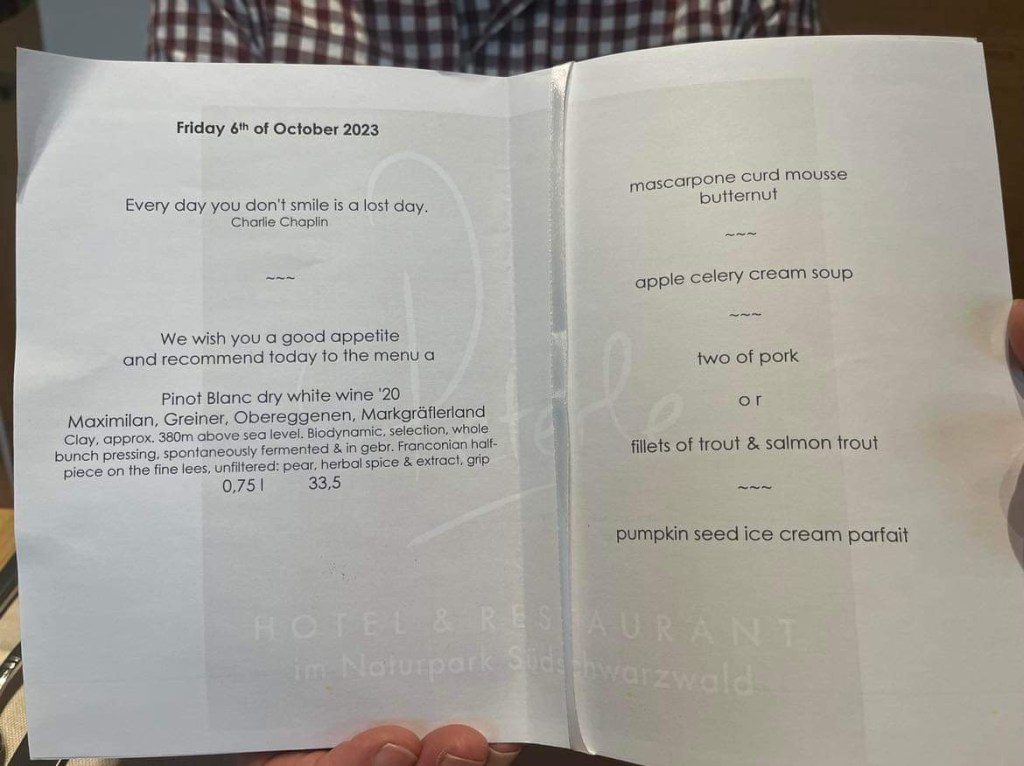 Friday 6th of October 2023
Every day you don't smile is a lost day.
Charlie Chaplin
~~~
We wish you a good appetite
and recommend today to the menu a
Pinot Blanc dry white wine '20
Maximilan, Greiner, Obereggenen, Markgräflerland
Clay, approx. 380m above sea level. Biodynamic, selection, whole
bunch pressing, spontaneously fermented & in gebr. Franconian half-
piece on the fine lees, unfiltered: pear, herbal spice & extract, grip
0,75 l 33,5
mascarpone curd mousse
butternut
~~~
apple celery cream soup
~~~
two of pork
or
fillets of trout & salmon trout
~~~
pumpkin seed ice cream parfait
HOTEL & RESTAURANT
im Naturpark Südschwarzwald